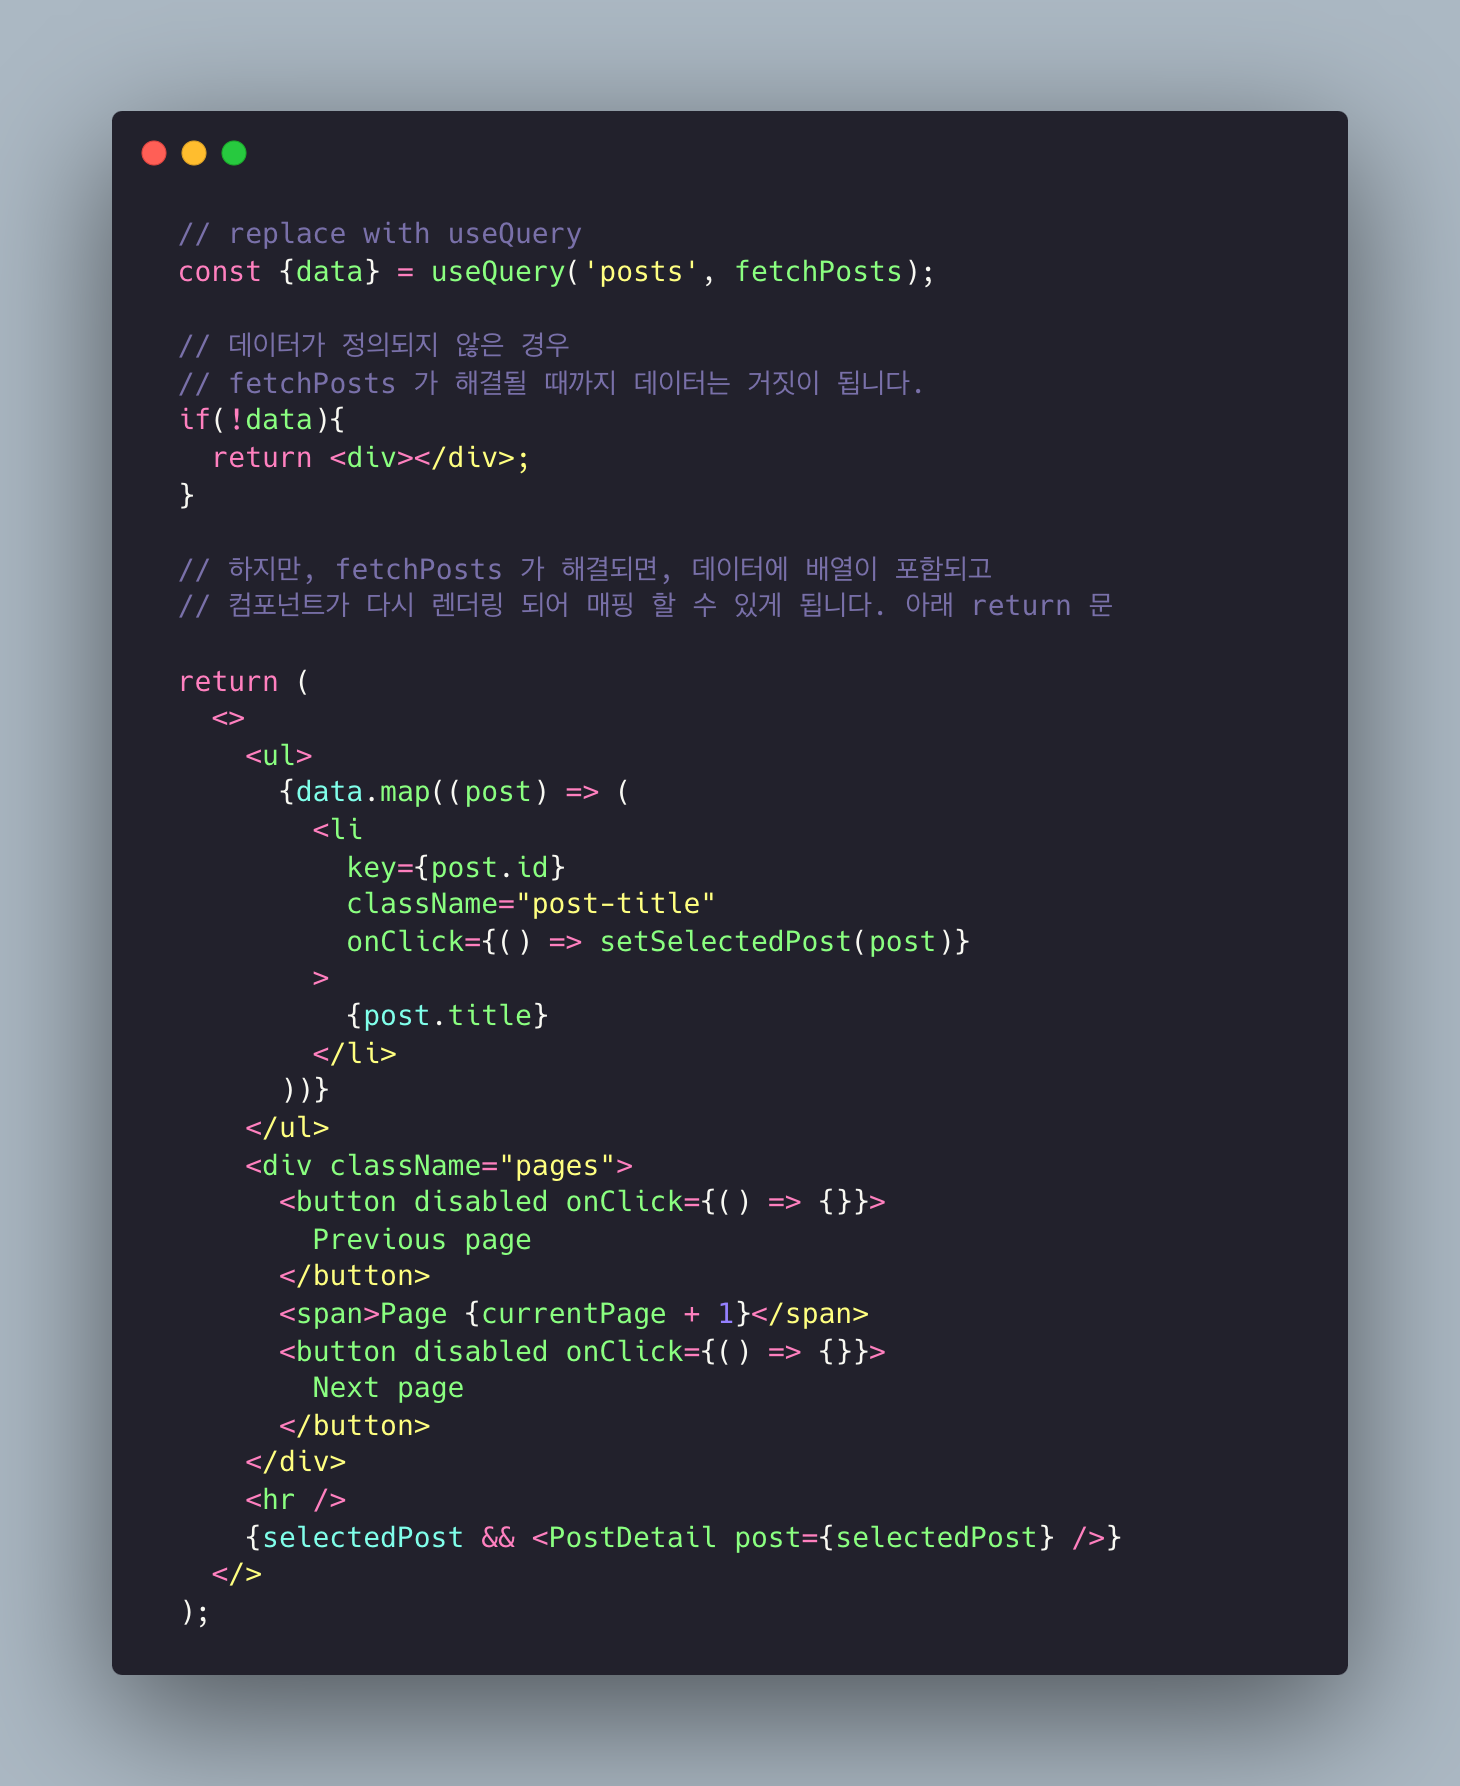 // replace with useQuery
const {data} = useQuery('posts', fetchPosts);
// 데이터가 정의되지 않은 경우
// fetchPosts 가 해결될 때까지 데이터는 거짓이 됩니다.
if(!data){
  return <div></div>;
}
// 하지만, fetchPosts 가 해결되면, 데이터에 배열이 포함되고
// 컴포넌트가 다시 렌더링 되어 매핑 할 수 있게 됩니다. 아래 return 문
return (
  <>
    <ul>
      {data.map((post) => (
        <li
          key={post.id}
          className="post-title"
          onClick={() => setSelectedPost(post)}
        >
          {post.title}
        </li>
      ))}
    </ul>
    <div className="pages">
      <button disabled onClick={() => {}}>
        Previous page
      </button>
      <span>Page {currentPage + 1}</span>
      <button disabled onClick={() => {}}>
        Next page
      </button>
    </div>
    <hr />
    {selectedPost && <PostDetail post={selectedPost} />}
  </>
);